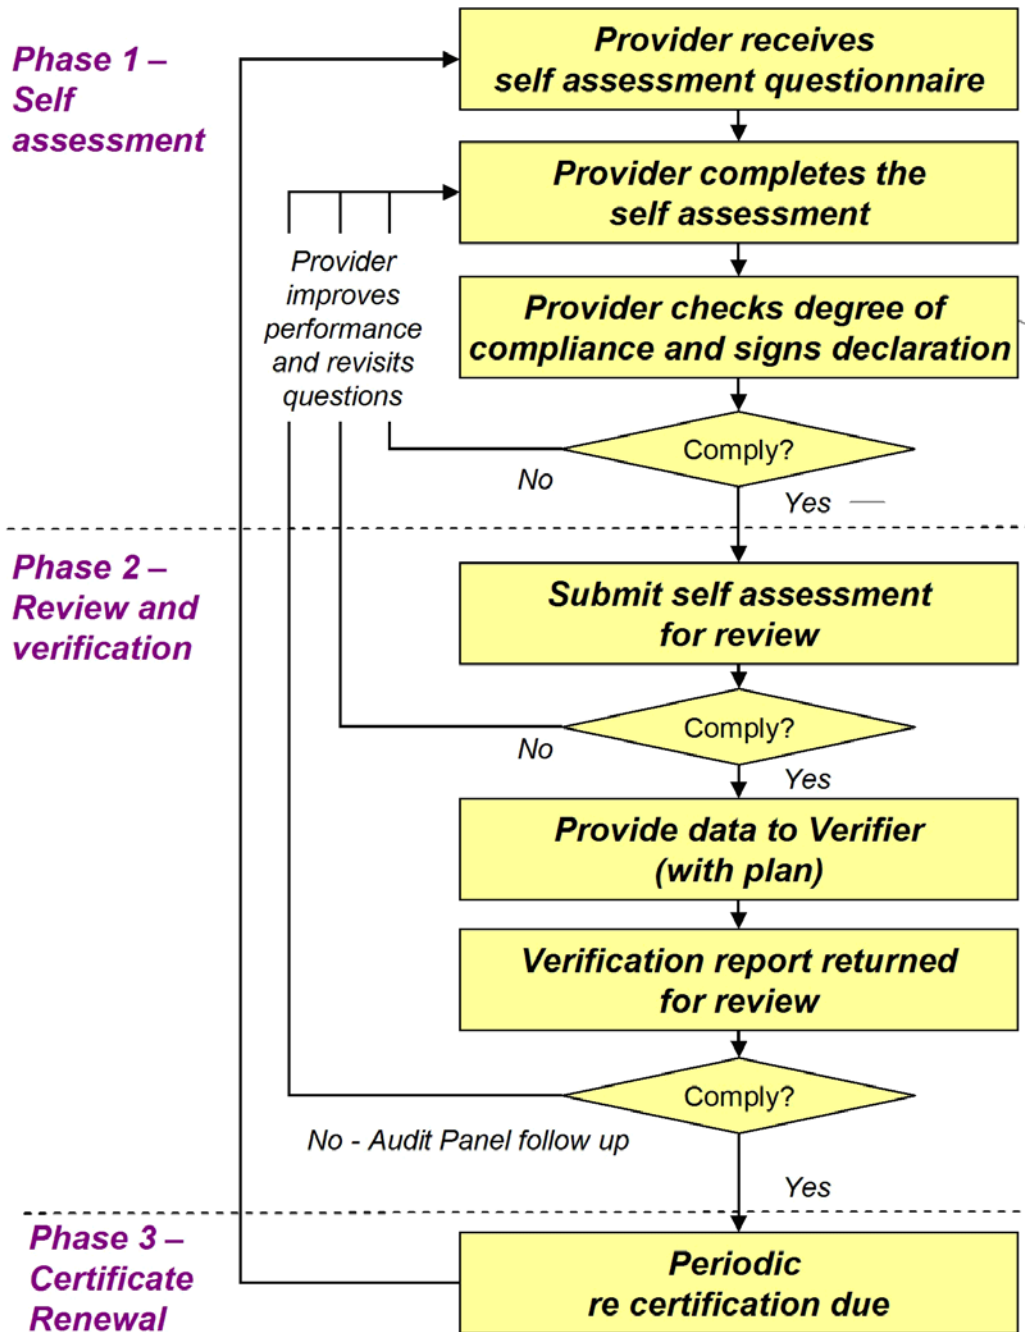 Phase 1 –
Self
assessment
Provider receives
self assessment questionnaire
Provider completes the
self assessment
Provider
improves
performance
and revisits
questions
Provider checks degree of
compliance and signs declaration
Comply?
No
Yes
Phase 2 –
Review and
verification
Submit self assessment
for review
Comply?
No
Yes
Provide data to Verifier
(with plan)
Verification report returned
for review
Comply?
No - Audit Panel follow up
Yes
Phase 3 –
Certificate
Renewal
Periodic
re certification due